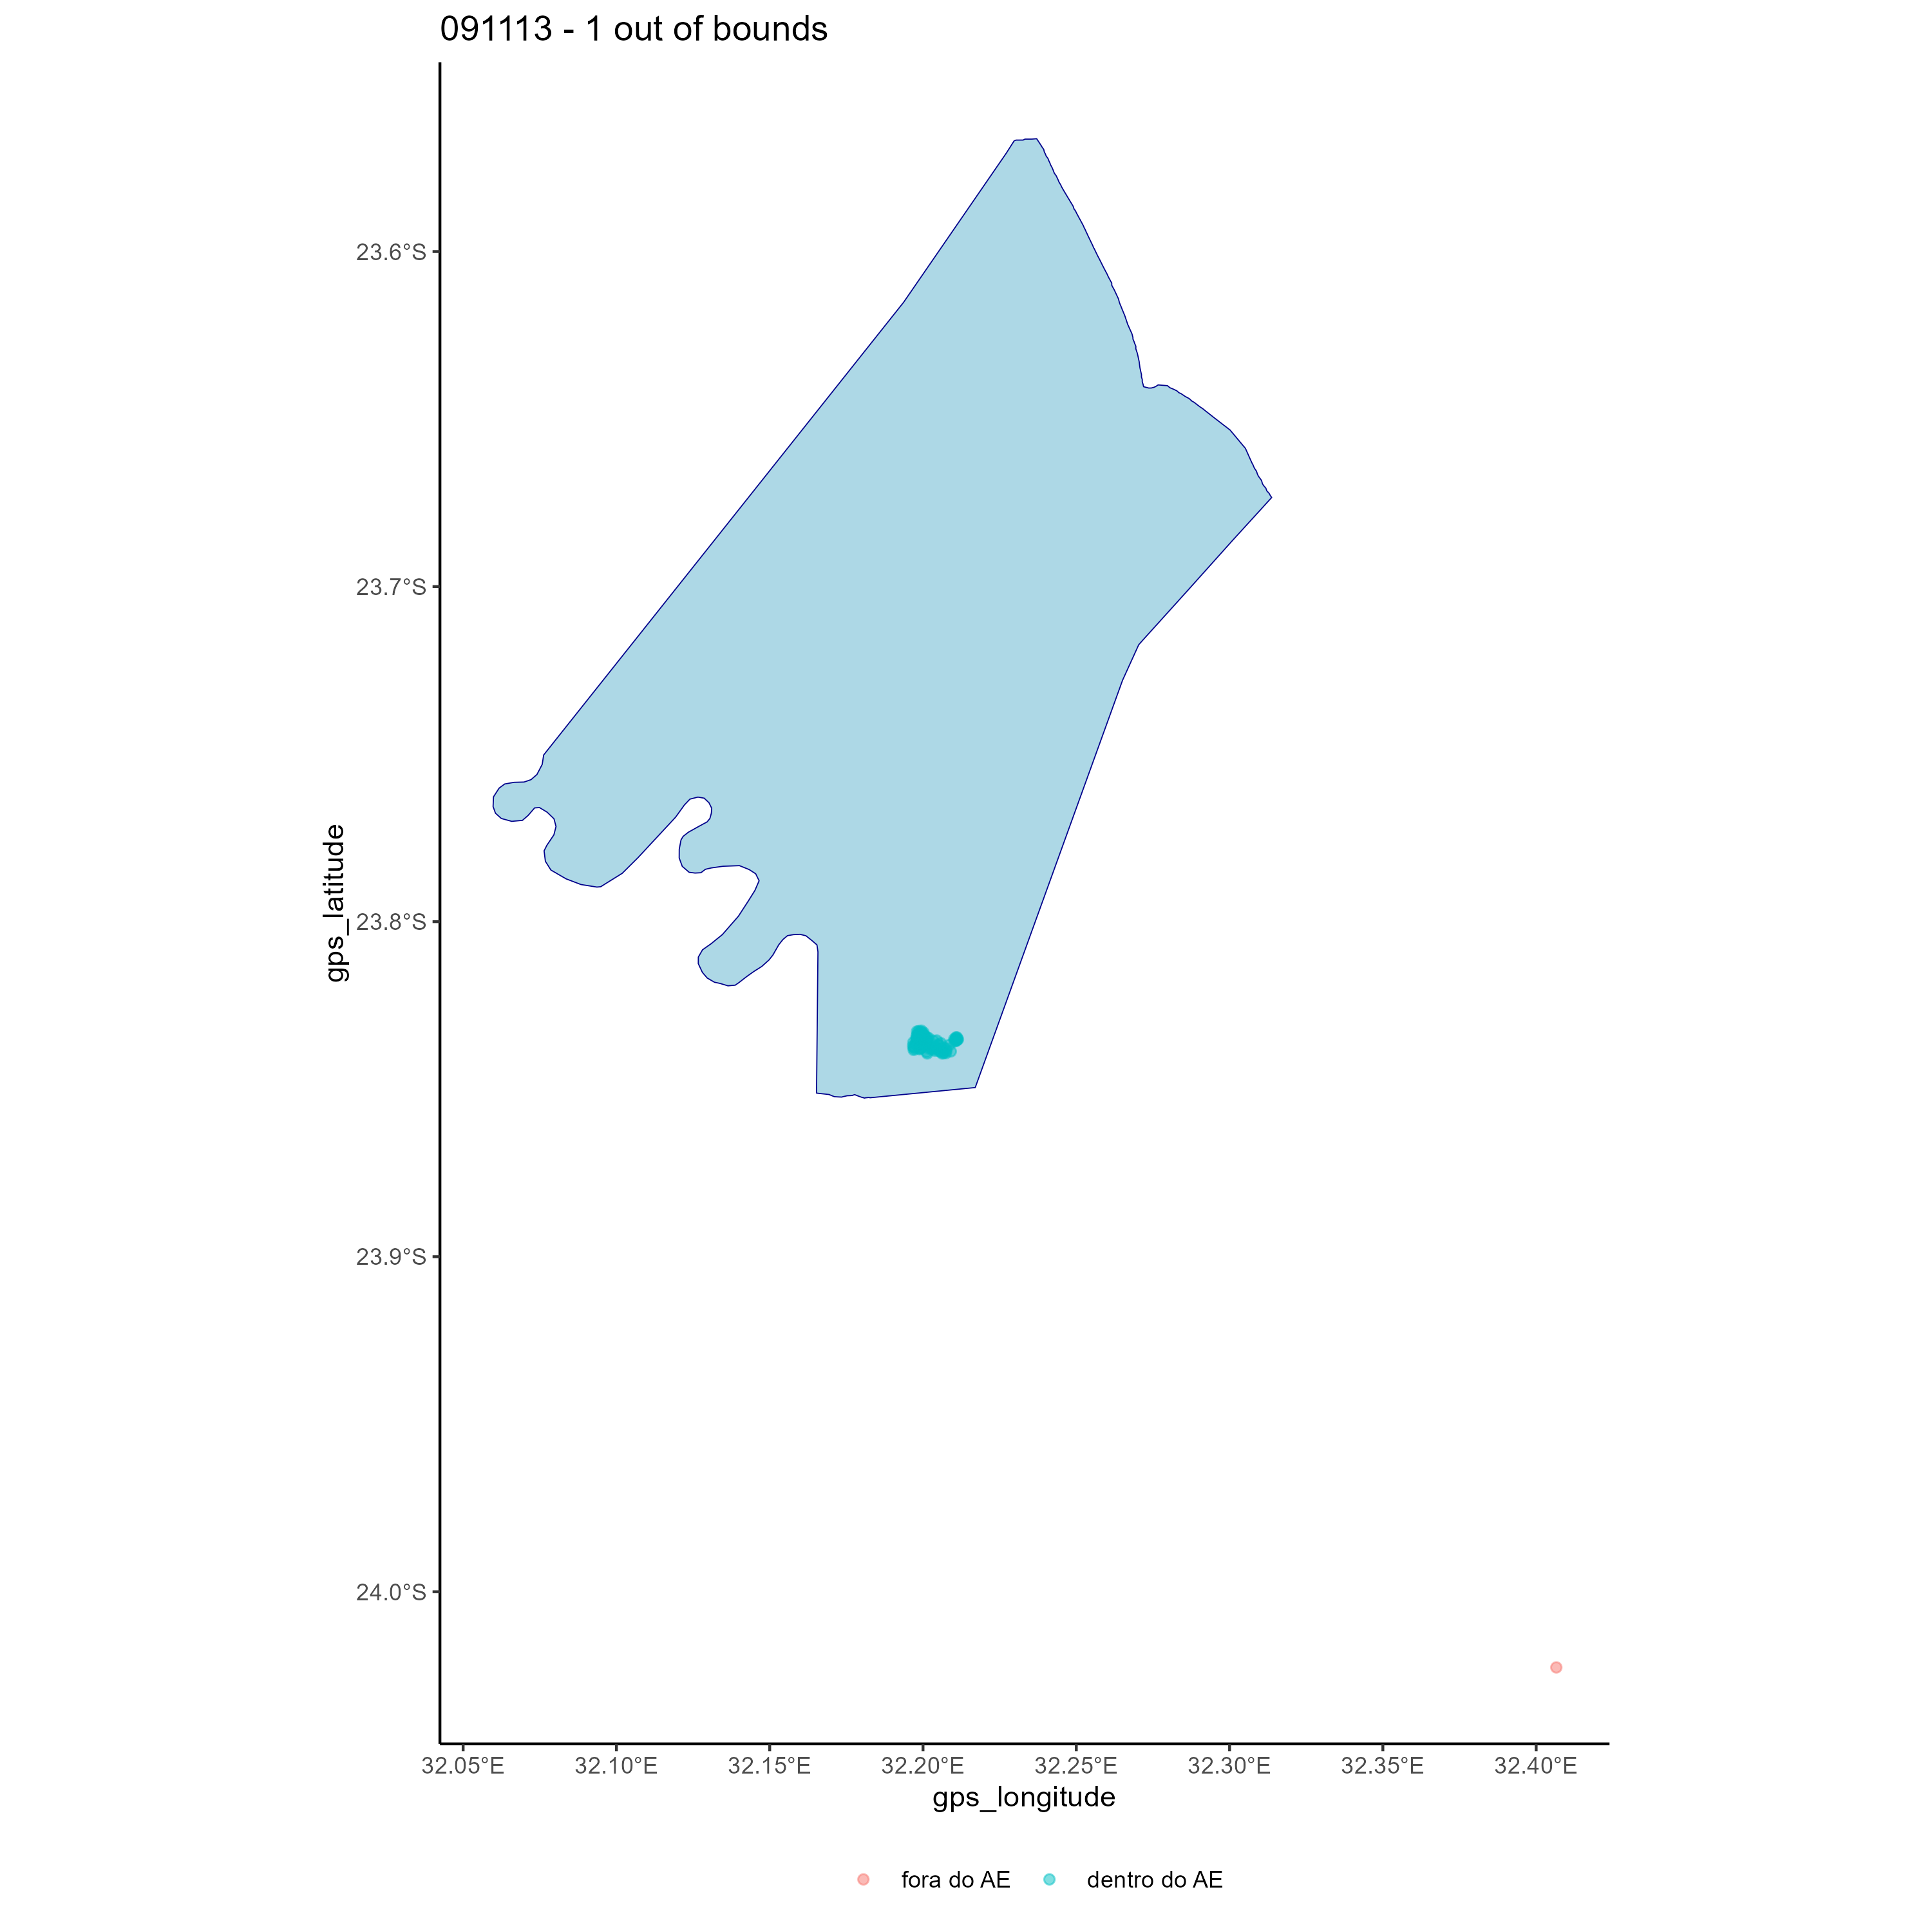 091113 - 1 out of bounds
23.6°S
23.7°S
23.8°S
23.9°S
24.0°S
gps_latitude
32.05°E 32.10°E 32.15°E 32.20°E 32.25°E 32.30°E 32.35°E 32.40°E
gps_longitude
fora do AE dentro do AE